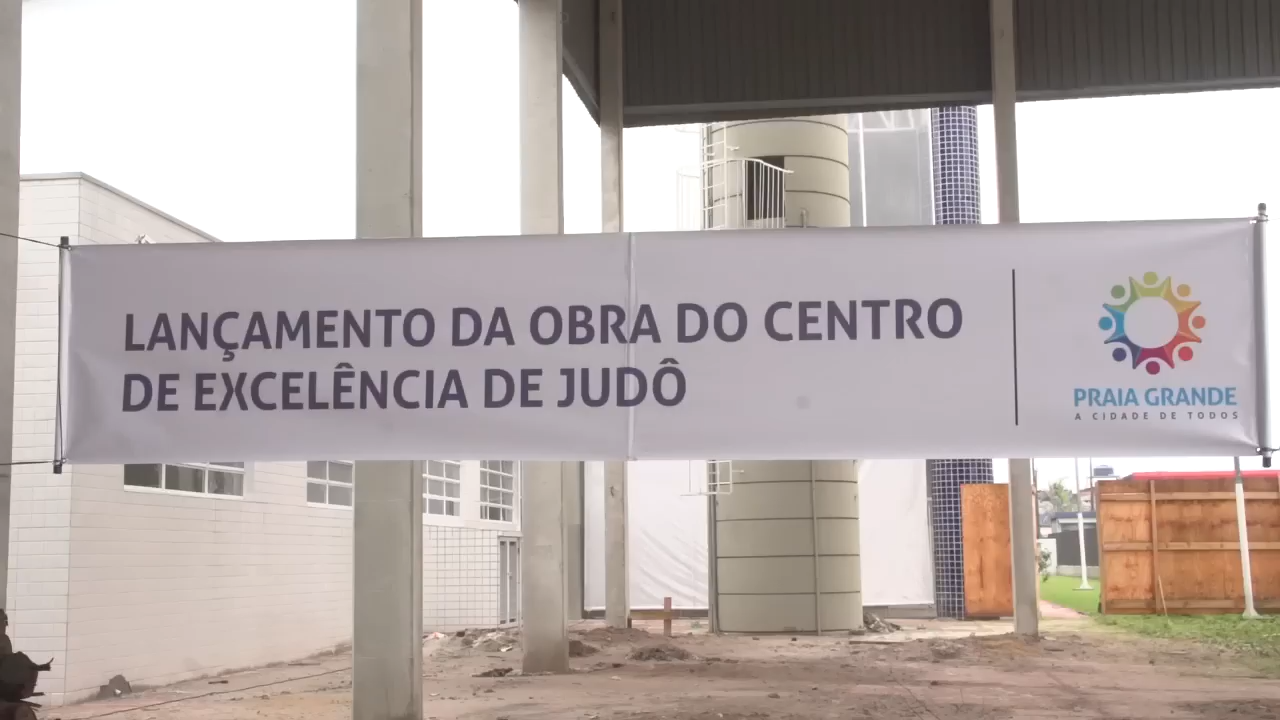 LANÇAMENTO DA OBRA DO CENTRO
DE EXCELÊNCIA DE JUDÔ
PRAIA GRANDE
A CIDADE DE TODOS